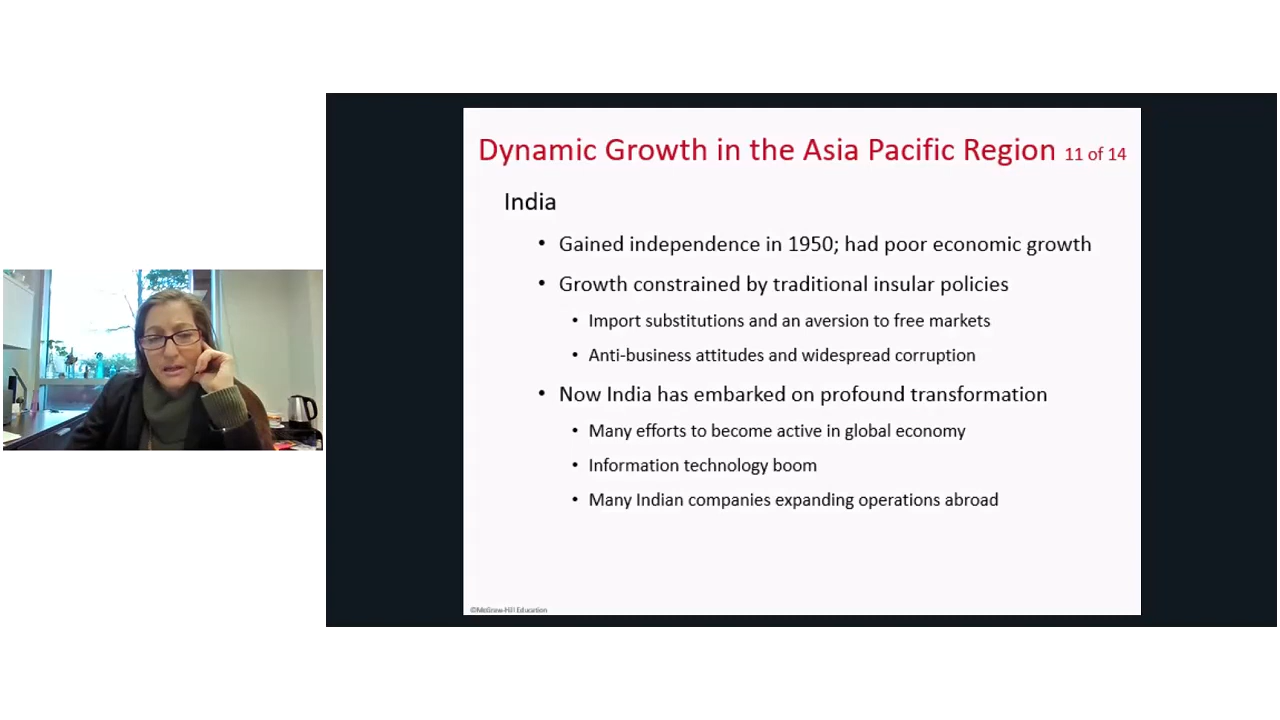 Dynamic Growth in the Asia Pacific Region 11 of 14
India
• Gained independence in 1950; had poor economic growth
• Growth constrained by traditional insular policies
• Import substitutions and an aversion to free markets
• Anti-business attitudes and widespread corruption
• Now India has embarked on profound transformation
• Many efforts to become active in global economy
• Information technology boom
• Many Indian companies expanding operations abroad
©McGraw-Hill Education